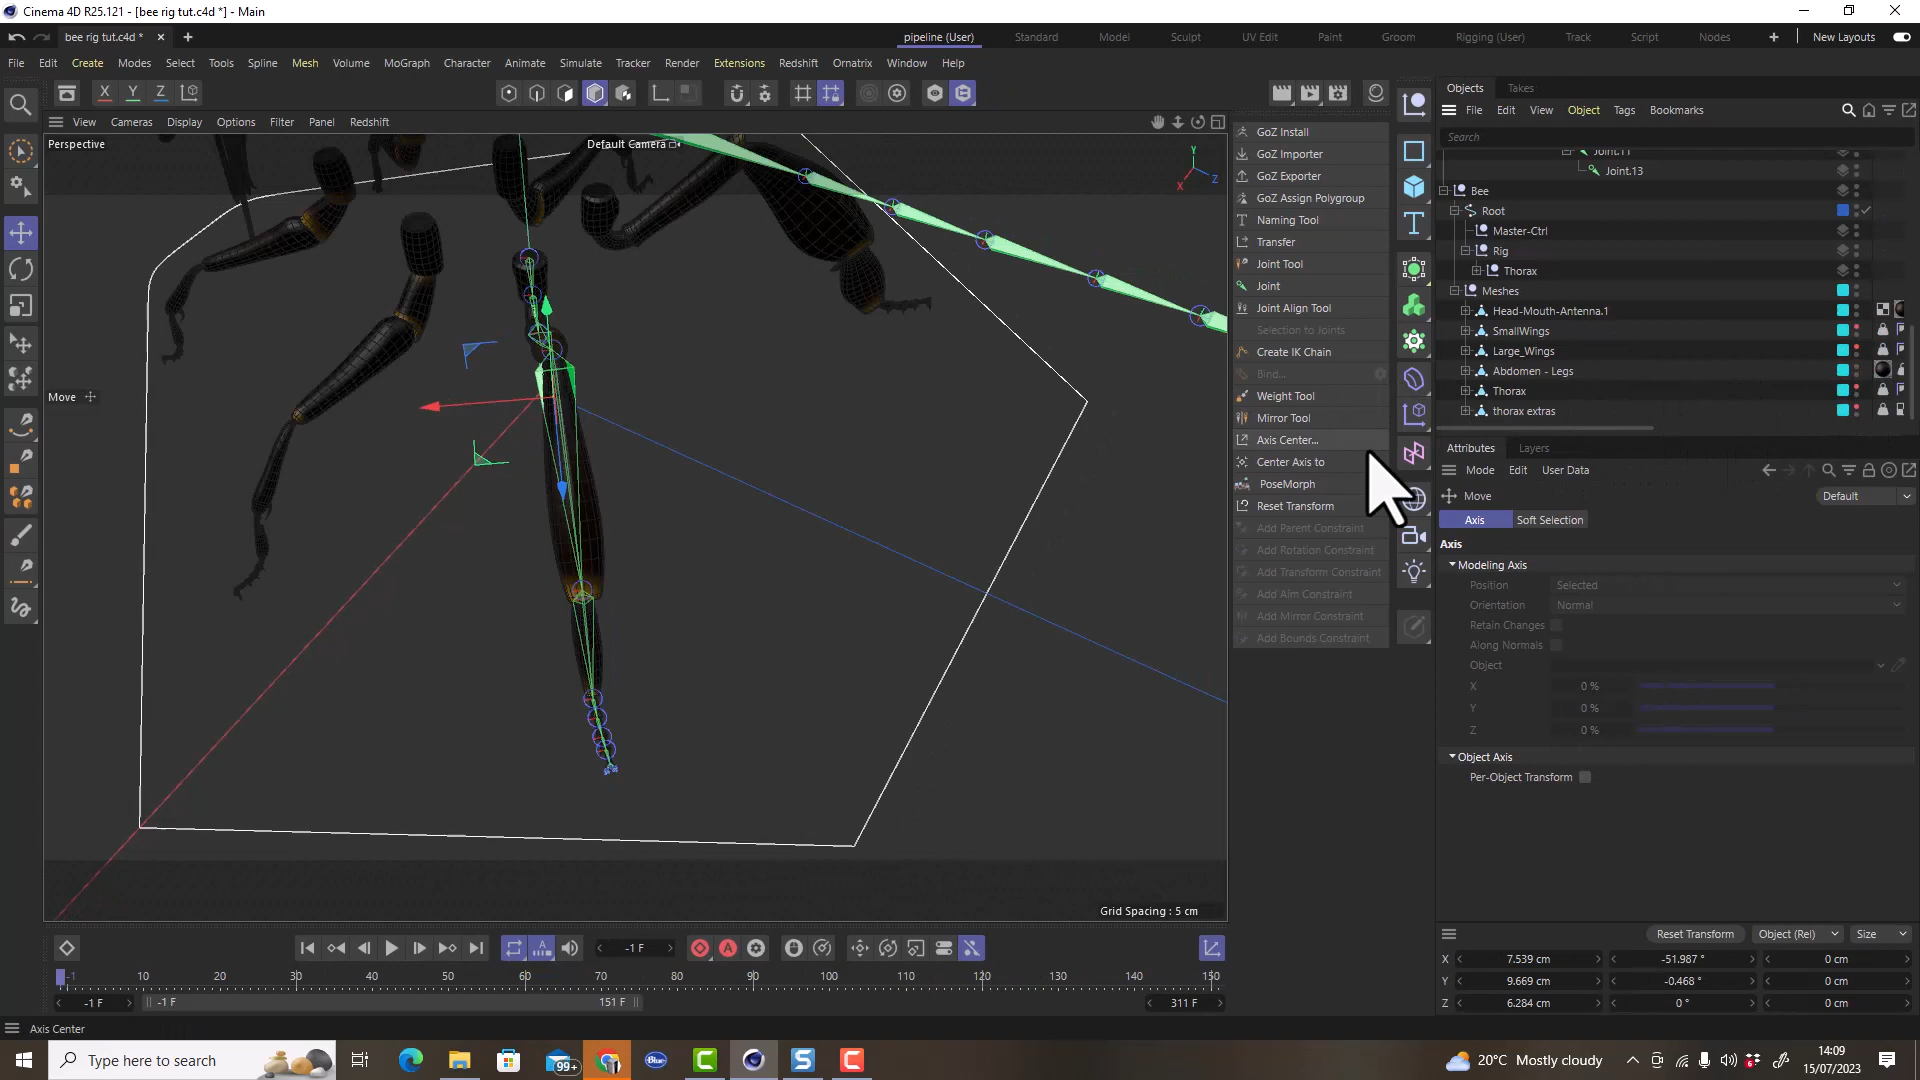 Cinema 4D R25.121 - [bee rig tut.c4d *] - Main
bee rig tut.c4d *
pipeline (User)
Standard
Model
Sculpt
UV Edit
Paint
Groom
Rigging (User)
Track
Script
Nodes
New Layouts
File Edit Create Modes Select Tools Spline Mesh Volume MoGraph Character Animate Simulate Tracker Render Extensions Redshift Ornatrix Window Help
X Y Z
View Cameras Display Options Filter Panel Redshift
Perspective
Default Camera
Y
X
Z
Move
Grid Spacing : 5 cm
GoZ Install
GoZ Importer
GoZ Exporter
GoZ Assign Polygroup
Naming Tool
Transfer
Joint Tool
Joint
Joint Align Tool
Selection to Joints
Create IK Chain
Bind...
Weight Tool
Mirror Tool
Axis Center...
Center Axis to
PoseMorph
Reset Transform
Add Parent Constraint
Add Rotation Constraint
Add Transform Constraint
Add Aim Constraint
Add Mirror Constraint
Add Bounds Constraint
Objects Takes
File Edit View Object Tags Bookmarks
Search
Joint.11
Joint.13
Bee
Root
Master-Ctrl
Rig
Thorax
Meshes
Head-Mouth-Antenna.1
SmallWings
Large_Wings
Abdomen - Legs
Thorax
thorax extras
Attributes Layers
Mode Edit User Data
Move
Default
Axis Soft Selection
Axis
Modeling Axis
Position Selected
Orientation Normal
Retain Changes
Along Normals
Object
X 0 %
Y 0 %
Z 0 %
Object Axis
Per-Object Transform
Reset Transform Object (Rel) Size
X 7.539 cm -51.987 ° 0 cm
Y 9.669 cm -0.468 ° 0 cm
Z 6.284 cm 0 ° 0 cm
-1 F
-1 10 20 30 40 50 60 70 80 90 100 110 120 130 140 150
-1 F -1 F 151 F 311 F
Axis Center
Type here to search
99+
20°C Mostly cloudy
14:09
15/07/2023